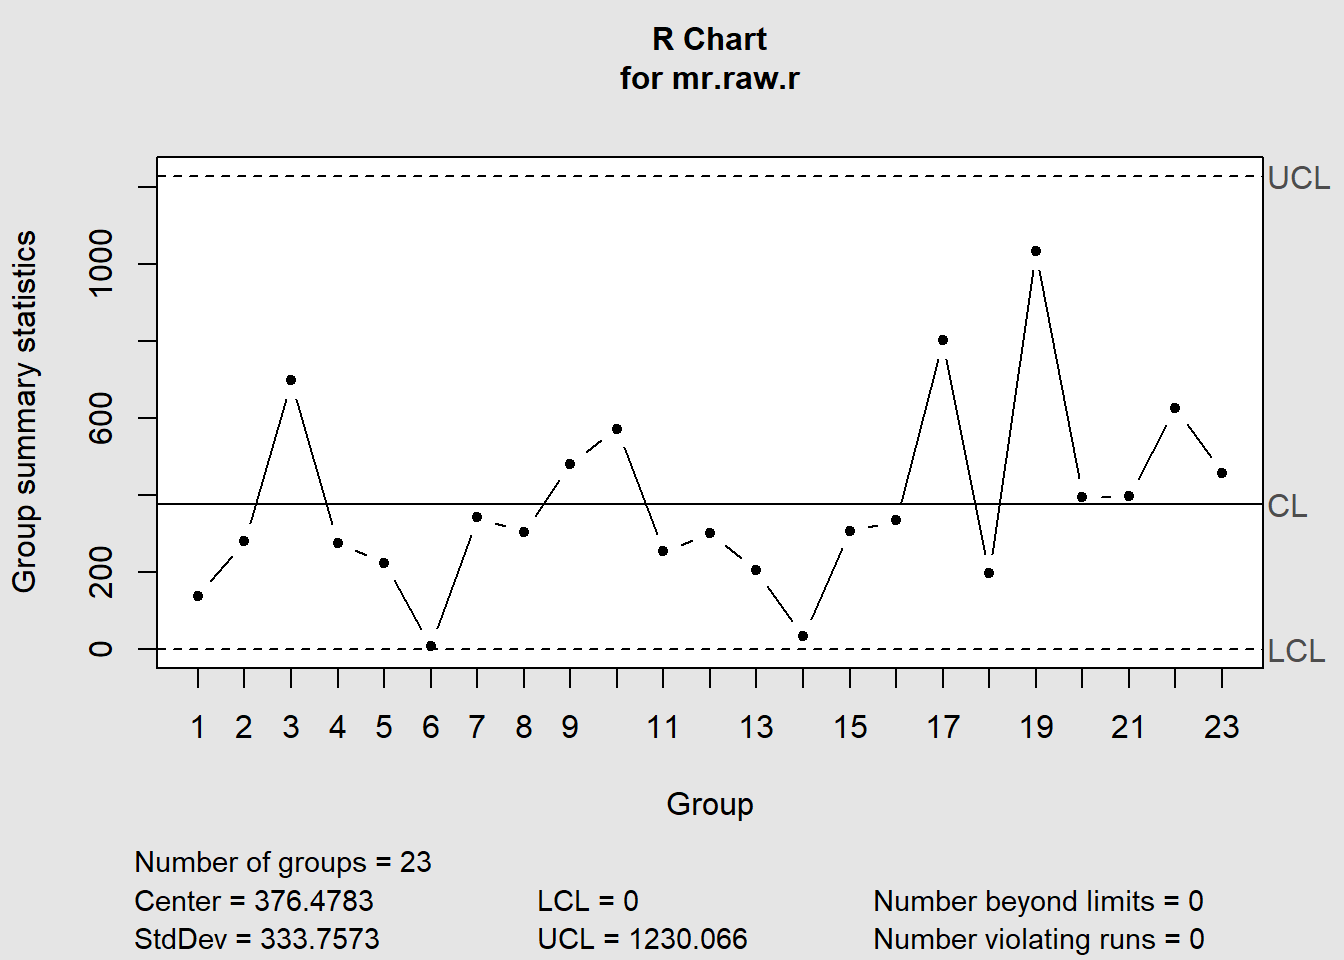 R Chart
for mr.raw.r
Group summary statistics
0 200 600 1000
UCL
CL
LCL
1 2 3 4 5 6 7 8 9 11 13 15 17 19 21 23
Group
Number of groups = 23
Center = 376.4783 LCL = 0 Number beyond limits = 0
StdDev = 333.7573 UCL = 1230.066 Number violating runs = 0